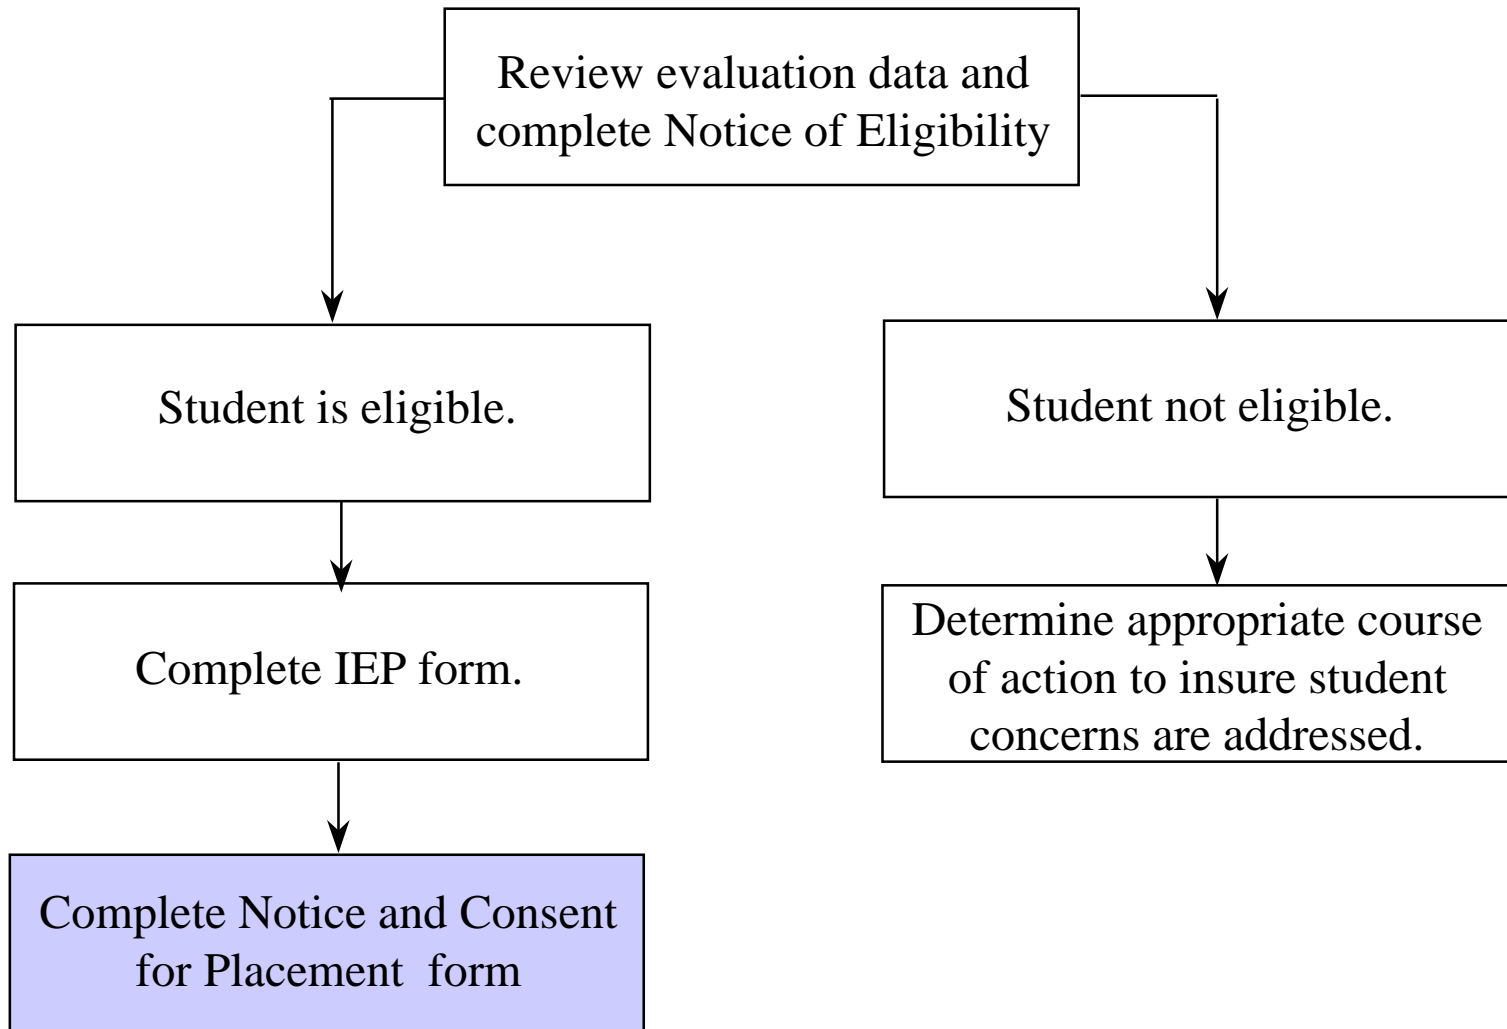 Review evaluation data and
complete Notice of Eligibility
Student is eligible.
Student not eligible.
Complete IEP form.
Determine appropriate course
of action to insure student
concerns are addressed.
Complete Notice and Consent
for Placement  form